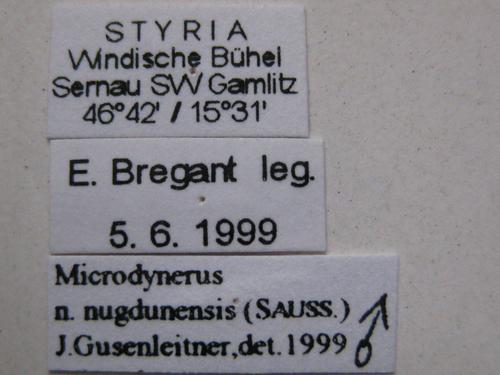 STYRIA
Windische Bühel
Sernau SW Gamlitz
46°42' / 15°31'
E. Bregant leg.
5. 6. 1999
Microdynerus
n. nugdunensis (SAUSS.)
J.Gusenleitner,det.1999 ♂